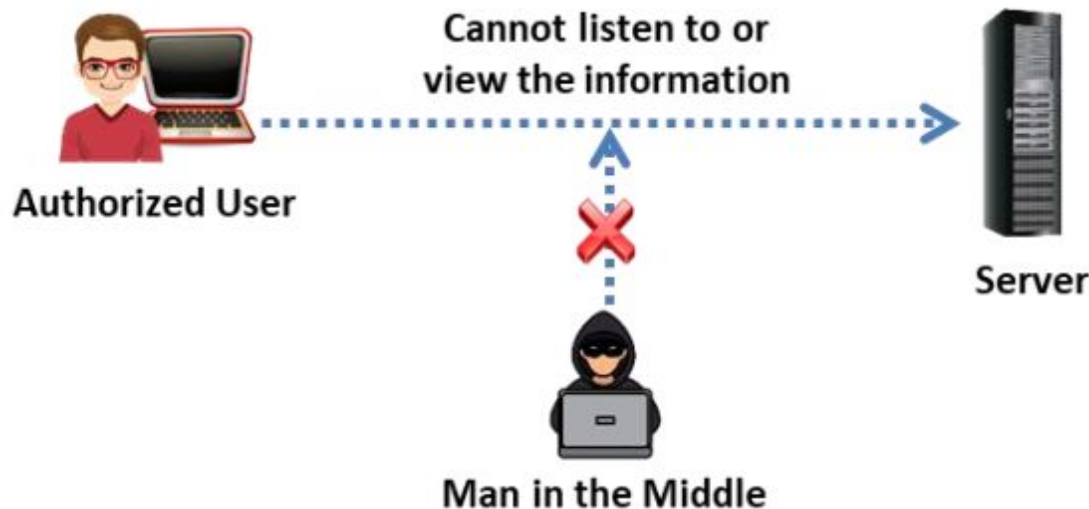 Cannot listen to or
view the information
Authorized User
Server
Man in the Middle